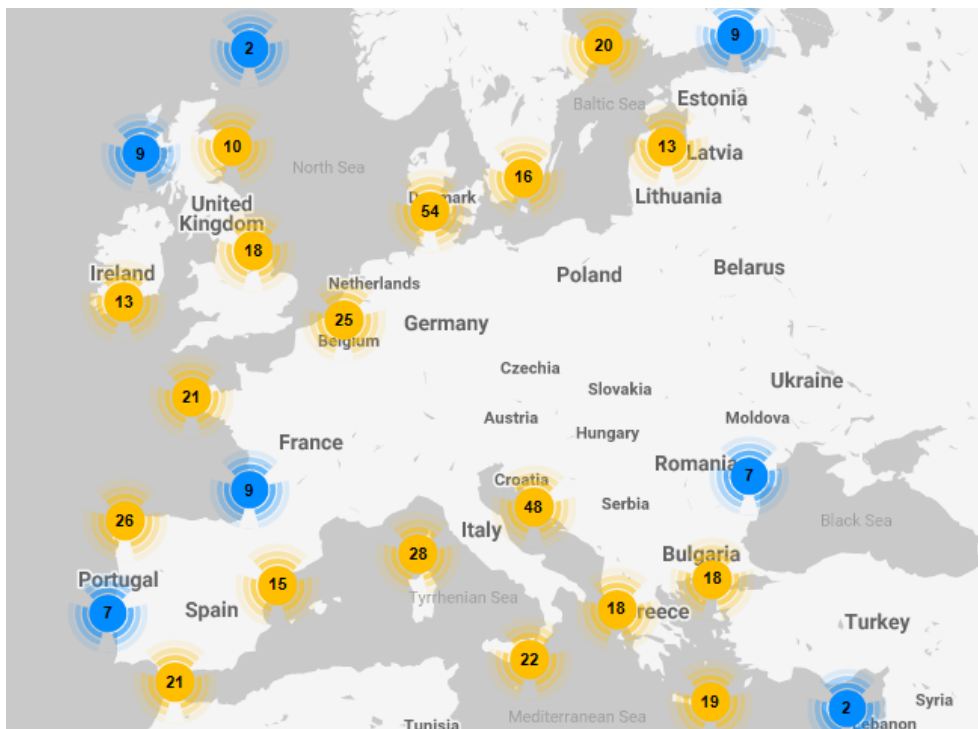 2
20
9
Baltic Sea
Estonia
9
10
North Sea
13
Latvia
16
United
Kingdom
Lithuania
54
18
Ireland
13
Netherlands
Poland
Belarus
25
Germany
Belgium
Czechia
Slovakia
Ukraine
21
Austria
Hungary
Moldova
France
Romania
7
9
Croatia
48
Serbia
26
Italy
Black Sea
28
Bulgaria
18
Portugal
7
Spain
15
Tyrrhenian Sea
18
reece
Turkey
22
21
19
2
Syria
Mediterranean Sea
Tunisia
Lebanon